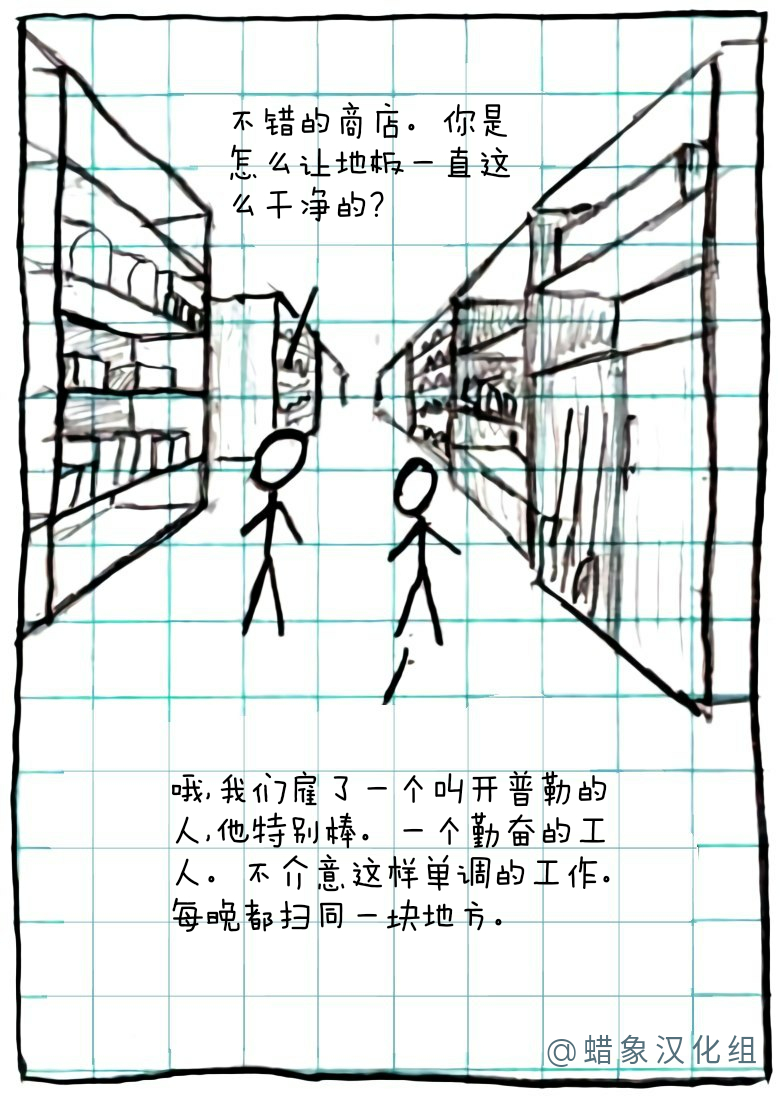 不错的商店。你是
怎么让地板一直这
么干净的？
哦，我们雇了一个叫开普勒的
人，他特别棒。一个勤奋的工
人。不介意这样单调的工作。
每晚都扫同一块地方。
@蜡象汉化组